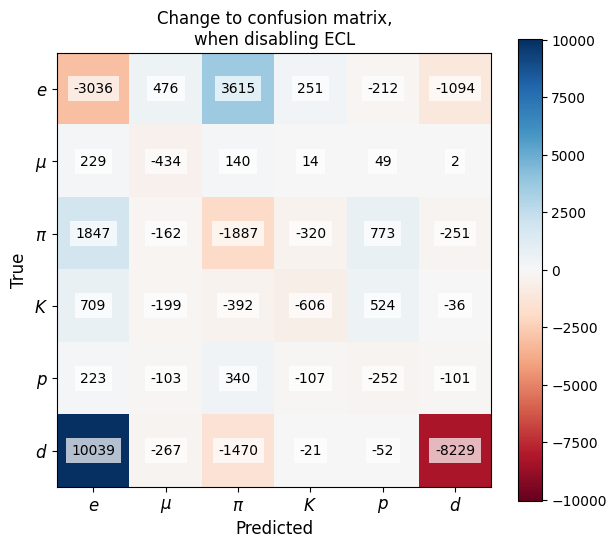 Change to confusion matrix,
when disabling ECL
e -3036 476 3615 251 -212 -1094
μ 229 -434 140 14 49 2
π 1847 -162 -1887 -320 773 -251
K 709 -199 -392 -606 524 -36
p 223 -103 340 -107 -252 -101
d 10039 -267 -1470 -21 -52 -8229
e μ π K p d
Predicted
True
10000
7500
5000
2500
0
−2500
−5000
−7500
−10000